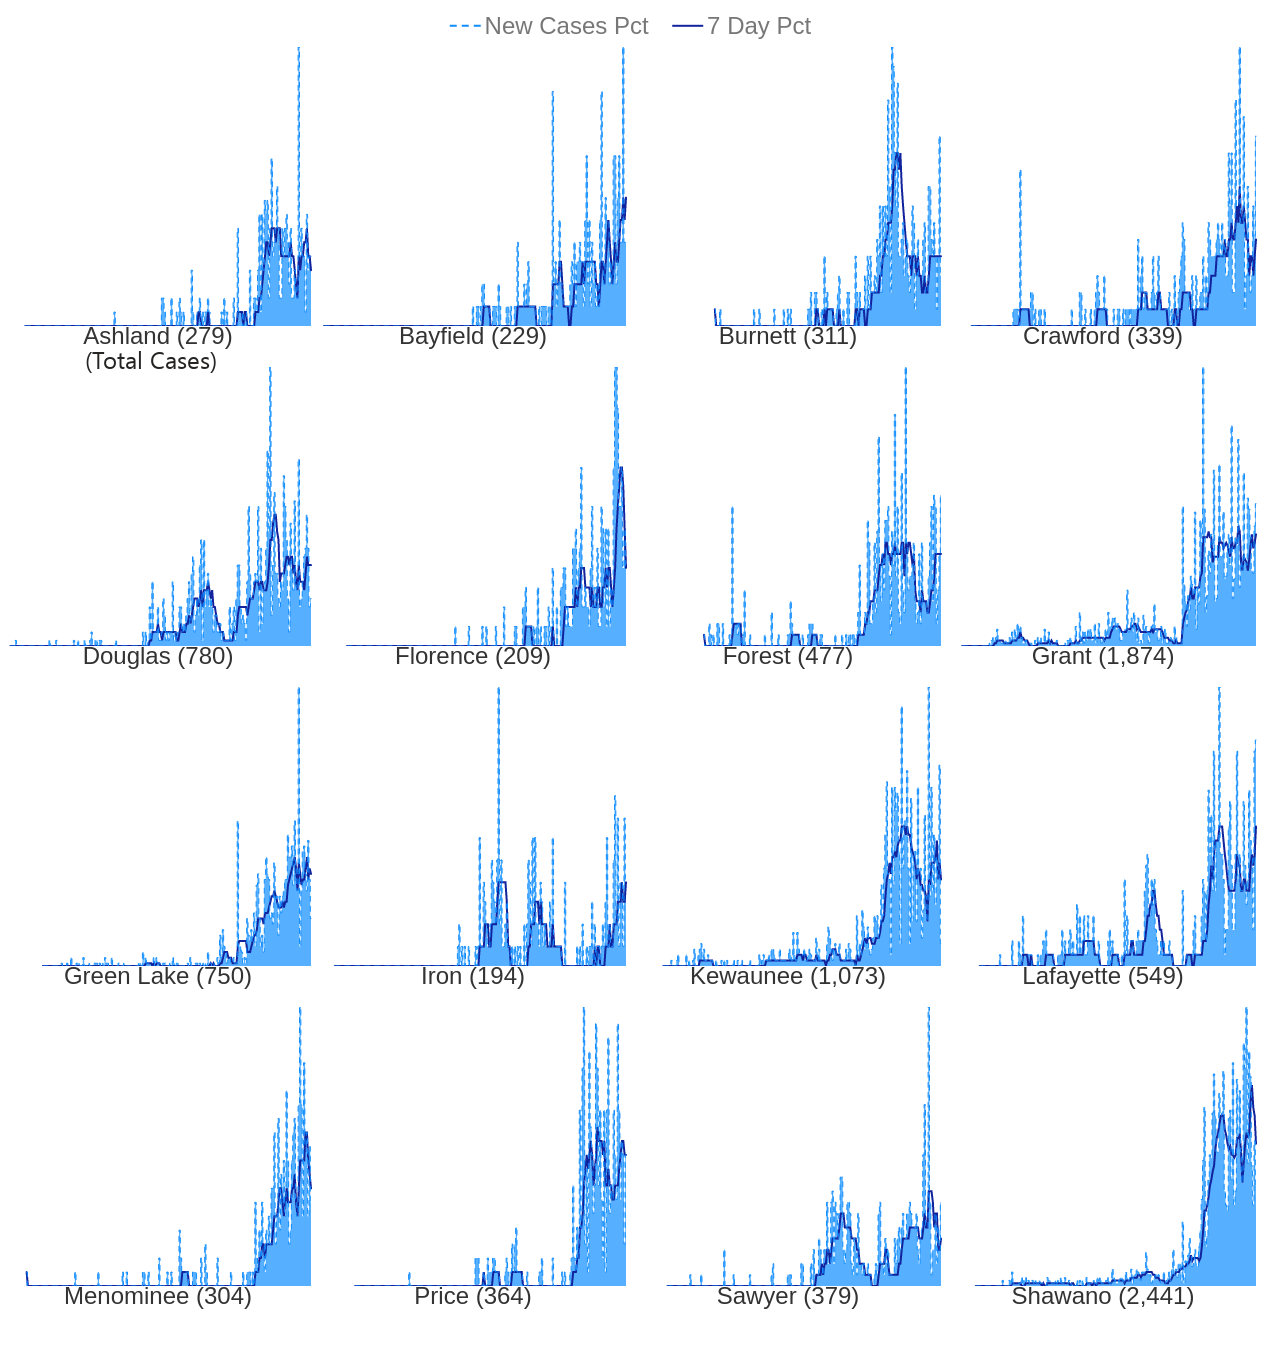 New Cases Pct 7 Day Pct
Ashland (279) Bayfield (229) Burnett (311) Crawford (339)
(Total Cases)
Douglas (780) Florence (209) Forest (477) Grant (1,874)
Green Lake (750) Iron (194) Kewaunee (1,073) Lafayette (549)
Menominee (304) Price (364) Sawyer (379) Shawano (2,441)